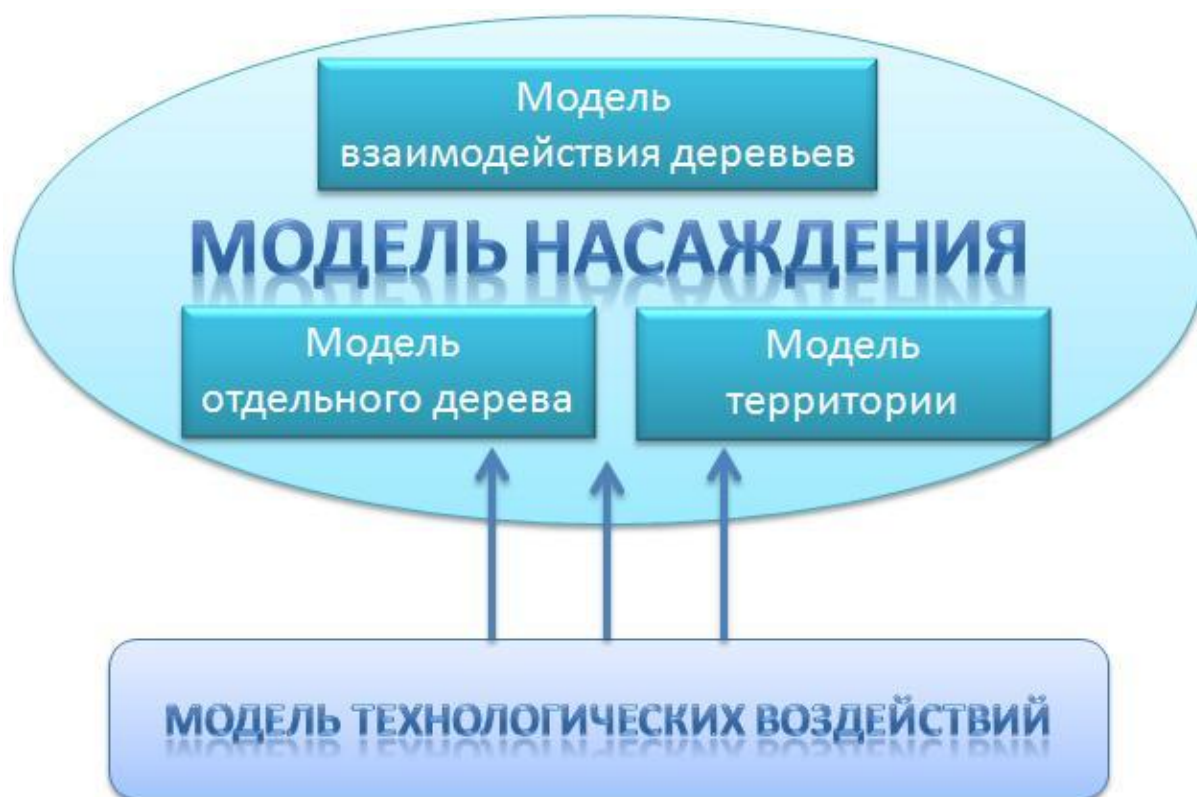 Модель
взаимодействия деревьев
МОДЕЛЬ НАСАЖДЕНИЯ
Модель
отдельного дерева
Модель
территории
МОДЕЛЬ ТЕХНОЛОГИЧЕСКИХ ВОЗДЕЙСТВИЙ